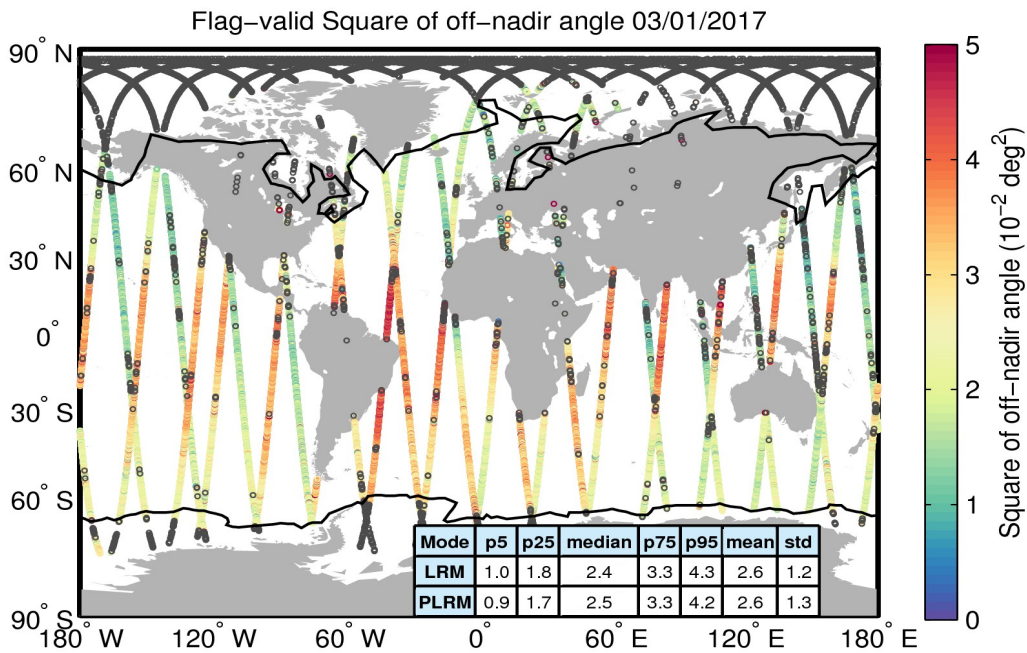 Flag−valid Square of off−nadir angle 03/01/2017
90° N
60° N
30° N
0°
30° S
60° S
90° S
180° W
120° W
60° W
0°
60° E
120° E
180° E
Mode p5 p25 median p75 p95 mean std
LRM 1.0 1.8 2.4 3.3 4.3 2.6 1.2
PLRM 0.9 1.7 2.5 3.3 4.2 2.6 1.3
5
4
3
2
1
0
Square of off−nadir angle (10⁻² deg²)